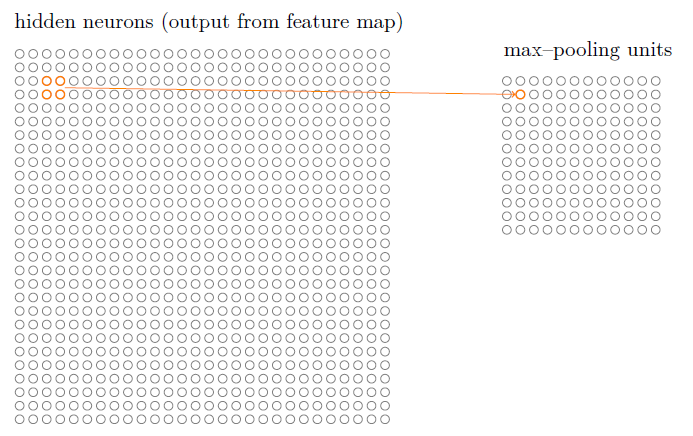 hidden neurons (output from feature map)
max–pooling units